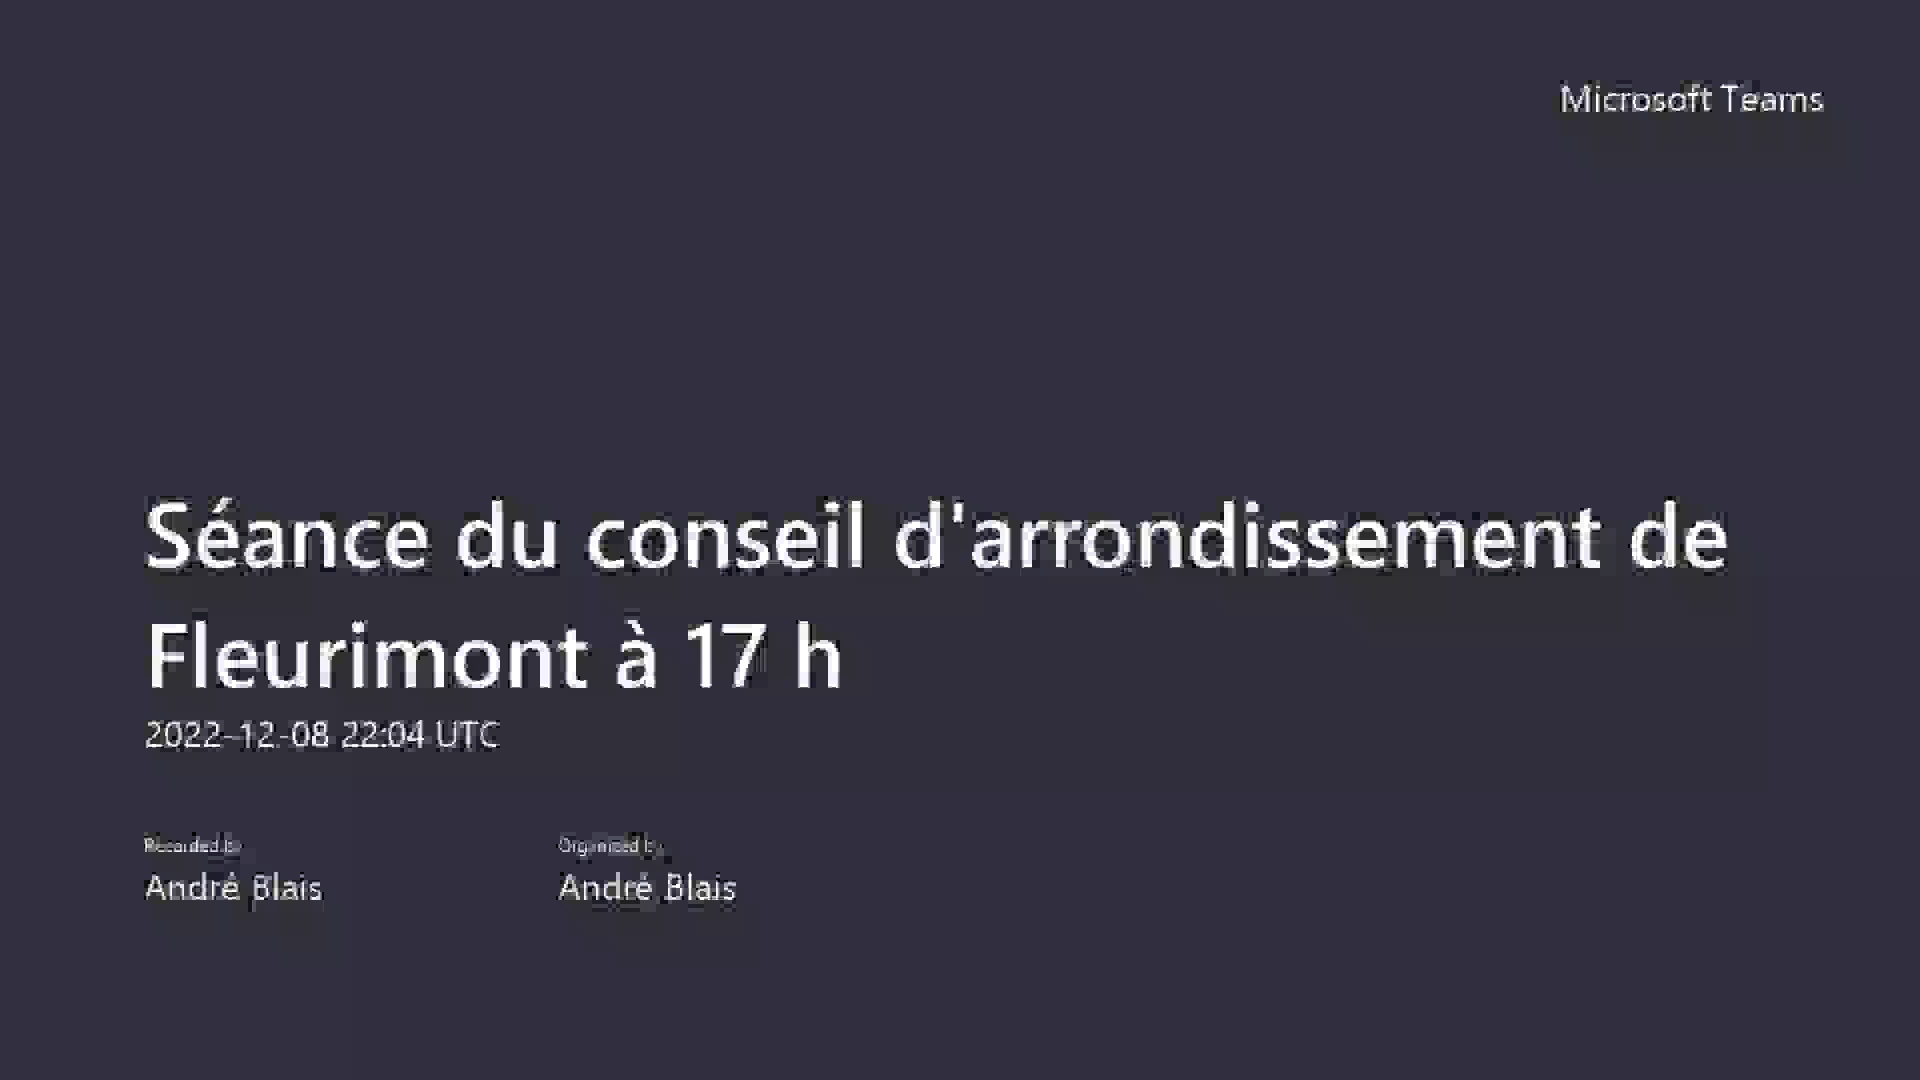 Microsoft Teams
Séance du conseil d'arrondissement de
Fleurimont à 17 h
2022-12-08 22:04 UTC
Recorded by Organized by
André Blais André Blais